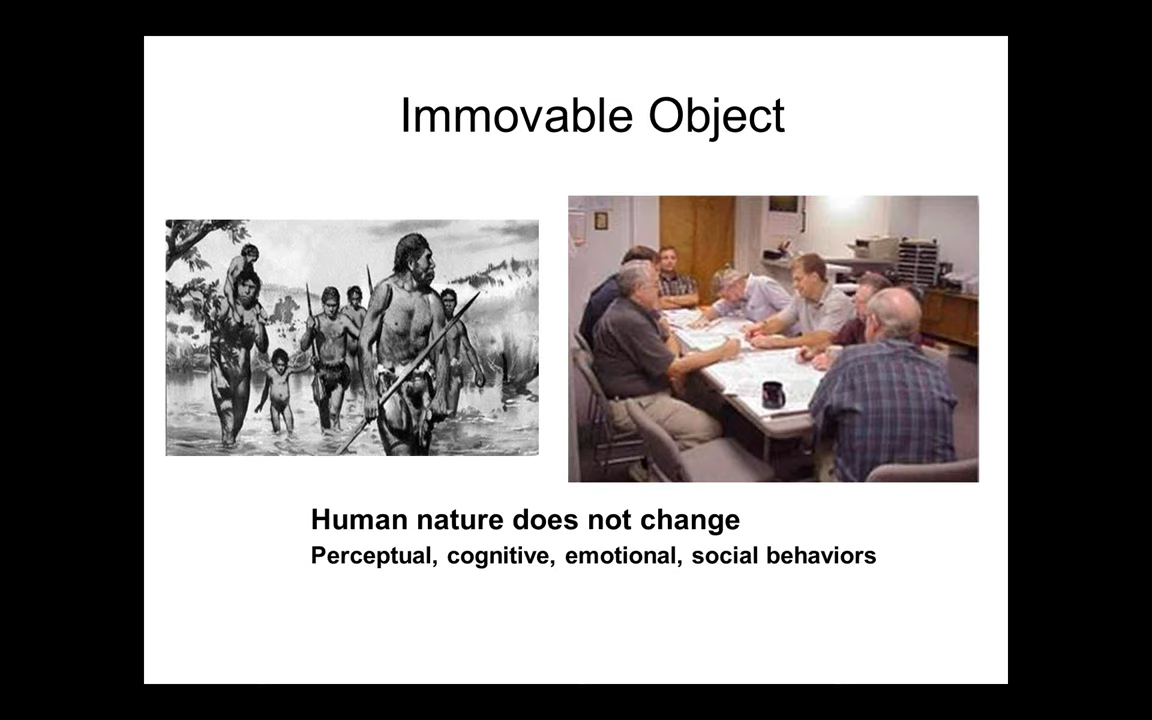 Immovable Object
Human nature does not change
Perceptual, cognitive, emotional, social behaviors